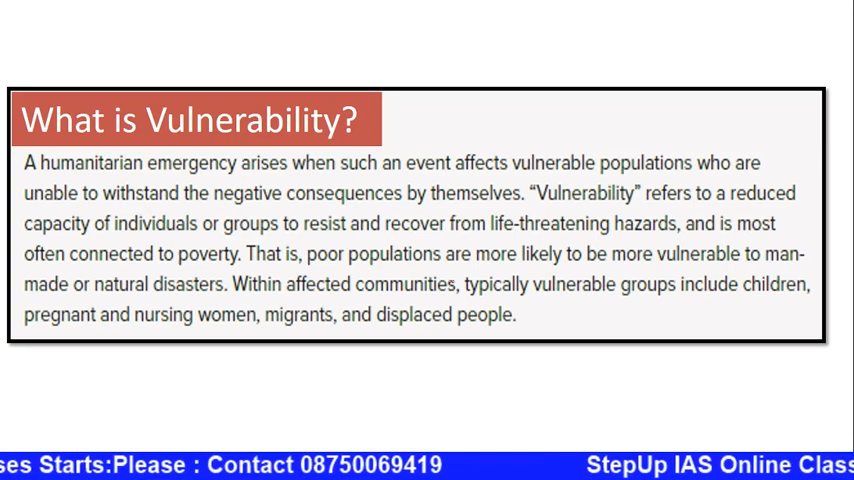 What is Vulnerability?
A humanitarian emergency arises when such an event affects vulnerable populations who are
unable to withstand the negative consequences by themselves. “Vulnerability” refers to a reduced
capacity of individuals or groups to resist and recover from life-threatening hazards, and is most
often connected to poverty. That is, poor populations are more likely to be more vulnerable to man-
made or natural disasters. Within affected communities, typically vulnerable groups include children,
pregnant and nursing women, migrants, and displaced people.
ses Starts:Please : Contact 08750069419 StepUp IAS Online Class